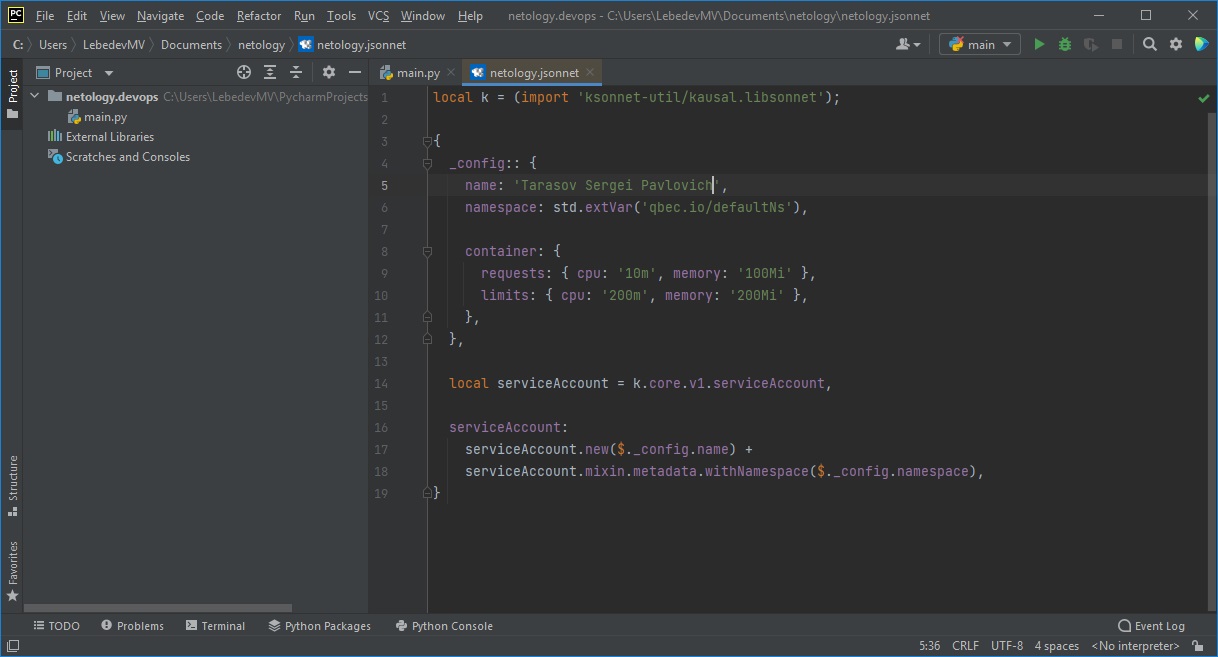 PC File Edit View Navigate Code Refactor Run Tools VCS Window Help netology.devops - C:\Users\LebedevMV\Documents\netology\netology.jsonnet
C: Users LebedevMV Documents netology netology.jsonnet main
Project
Project
main.py netology.jsonnet
netology.devops C:\Users\LebedevMV\PycharmProjects
main.py
External Libraries
Scratches and Consoles
1 local k = (import 'ksonnet-util/kausal.libsonnet');
2
3 {
4 _config:: {
5 name: 'Tarasov Sergei Pavlovich',
6 namespace: std.extVar('qbec.io/defaultNs'),
7
8 container: {
9 requests: { cpu: '10m', memory: '100Mi' },
10 limits: { cpu: '200m', memory: '200Mi' },
11 },
12 },
13
14 local serviceAccount = k.core.v1.serviceAccount,
15
16 serviceAccount:
17 serviceAccount.new($._config.name) +
18 serviceAccount.mixin.metadata.withNamespace($._config.namespace),
19 }
Structure
Favorites
TODO Problems Terminal Python Packages Python Console Event Log
5:36 CRLF UTF-8 4 spaces <No interpreter>